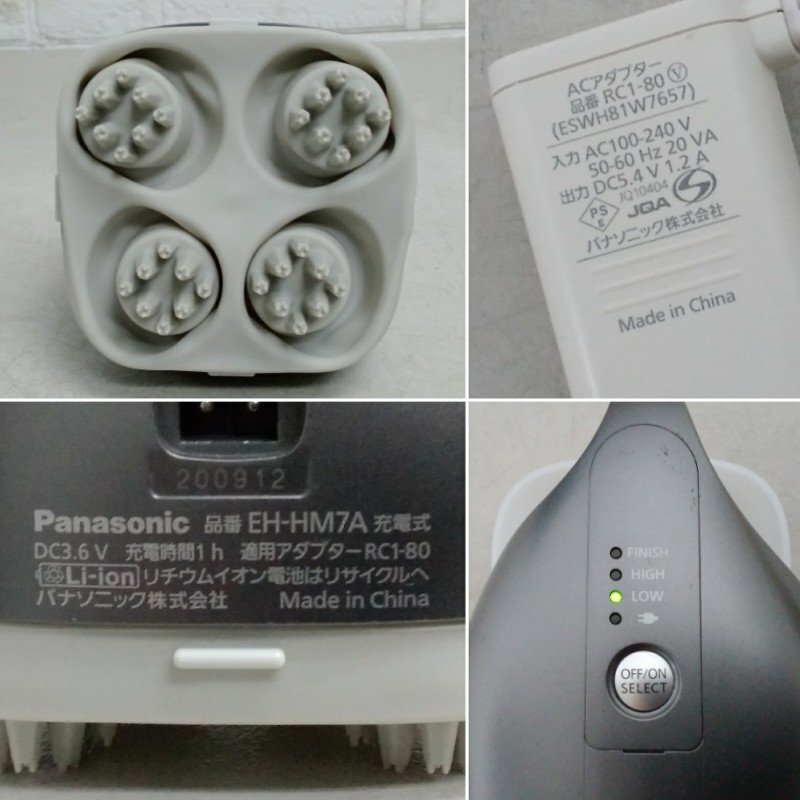 ACアダプター
品番 RC1-80 Ⓥ
(ESWH81W7657)
入力 AC100-240 V
50-60 Hz 20 VA
出力 DC5.4 V 1.2 A
JQ10404
PS
E
JQA
S
パナソニック株式会社
Made in China
200912
Panasonic 品番 EH-HM7A 充電式
DC3.6 V 充電時間1 h 適用アダプターRC1-80
Li-ion リチウムイオン電池はリサイクルへ
パナソニック株式会社 Made in China
FINISH
HIGH
LOW
OFF/ON
SELECT